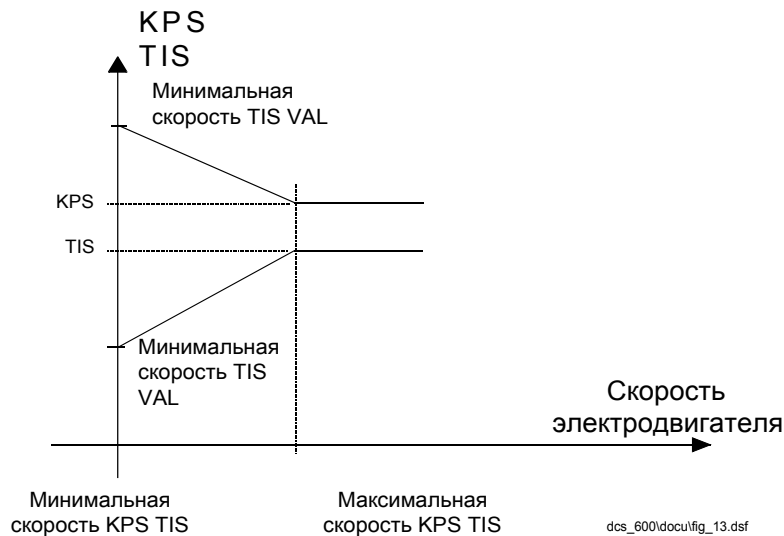 KPS
TIS
Минимальная
скорость TIS VAL
KPS
TIS
Минимальная
скорость TIS
VAL
Скорость
электродвигателя
Минимальная
скорость KPS TIS
Максимальная
скорость KPS TIS
dcs_600\docu\fig_13.dsf